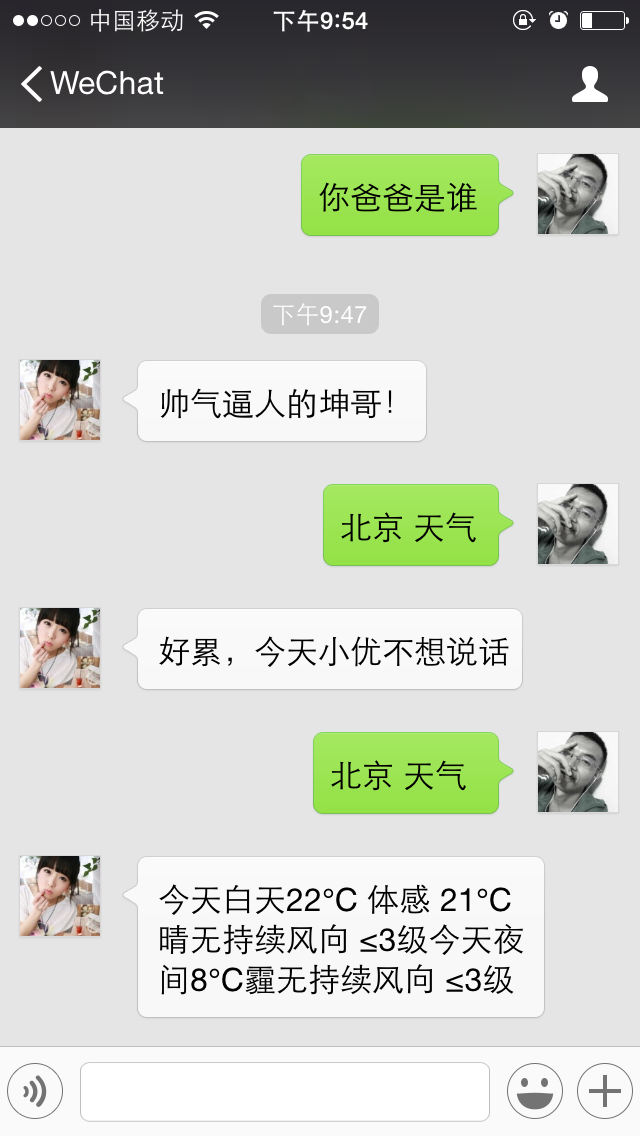 中国移动 下午9:54
WeChat
你爸爸是谁
下午9:47
帅气逼人的坤哥！
北京 天气
好累，今天小优不想说话
北京 天气
今天白天22°C 体感 21°C
晴无持续风向 ≤3级今天夜
间8°C霾无持续风向 ≤3级